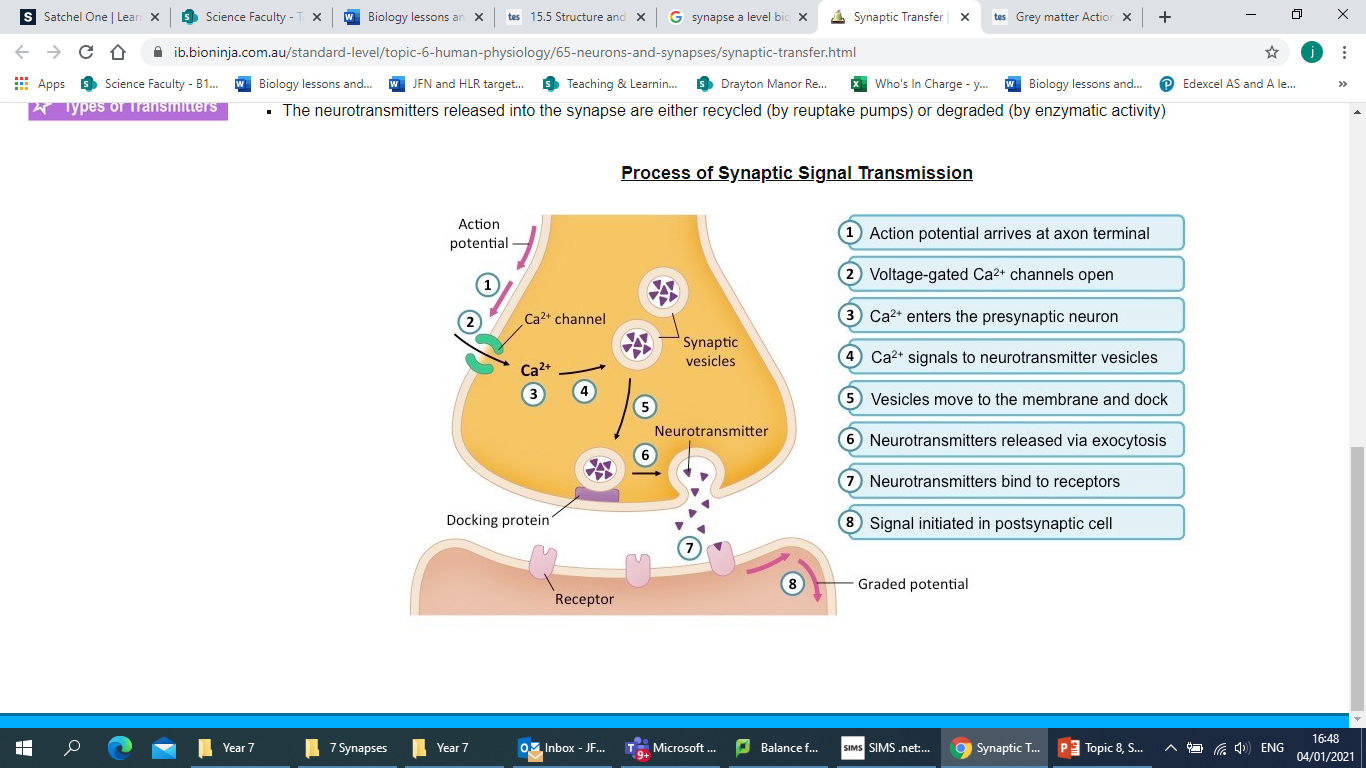 Satchel One | Lear
Science Faculty - T
Biology lessons an
tes 15.5 Structure and
synapse a level bio
Synaptic Transfer |
tes Grey matter Action
ib.bioninja.com.au/standard-level/topic-6-human-physiology/65-neurons-and-synapses/synaptic-transfer.html
j
Apps
Science Faculty - B1...
Biology lessons and...
JFN and HLR target...
Teaching & Learnin...
Drayton Manor Re...
Who's In Charge - y...
Biology lessons and...
Edexcel AS and A le...
Types of Transmitters
The neurotransmitters released into the synapse are either recycled (by reuptake pumps) or degraded (by enzymatic activity)
Process of Synaptic Signal Transmission
Action
potential
1
2
Ca²⁺ channel
Ca²⁺
3
4
Synaptic
vesicles
5
Neurotransmitter
6
Docking protein
7
Receptor
8
Graded potential
1 Action potential arrives at axon terminal
2 Voltage-gated Ca²⁺ channels open
3 Ca²⁺ enters the presynaptic neuron
4 Ca²⁺ signals to neurotransmitter vesicles
5 Vesicles move to the membrane and dock
6 Neurotransmitters released via exocytosis
7 Neurotransmitters bind to receptors
8 Signal initiated in postsynaptic cell
Year 7
7 Synapses
Year 7
Inbox - JF...
9+
Microsoft ...
Balance f...
SIMS SIMS .net:...
Synaptic T...
Topic 8, S...
ENG
16:48
04/01/2021